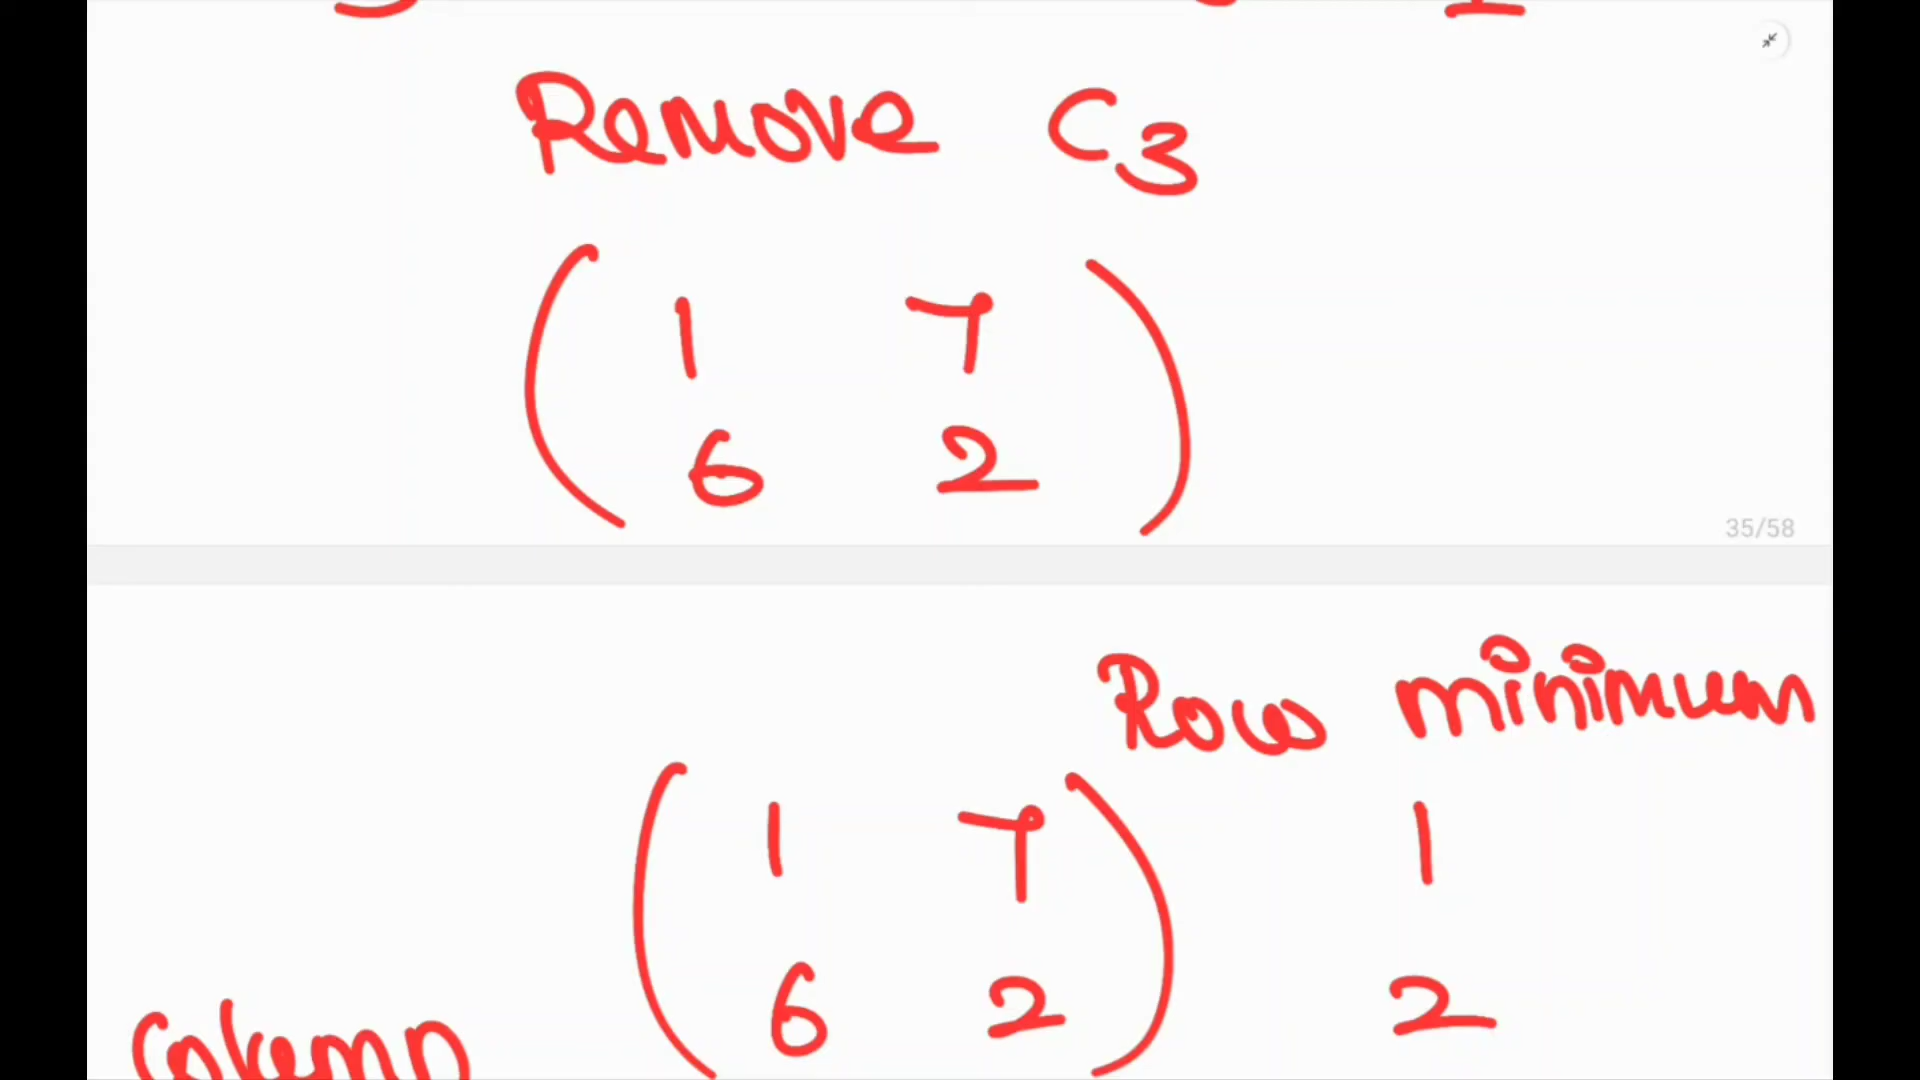 Remove C3
1 7
6 2
35/58
Row minimum
1 7 1
6 2 2
Column